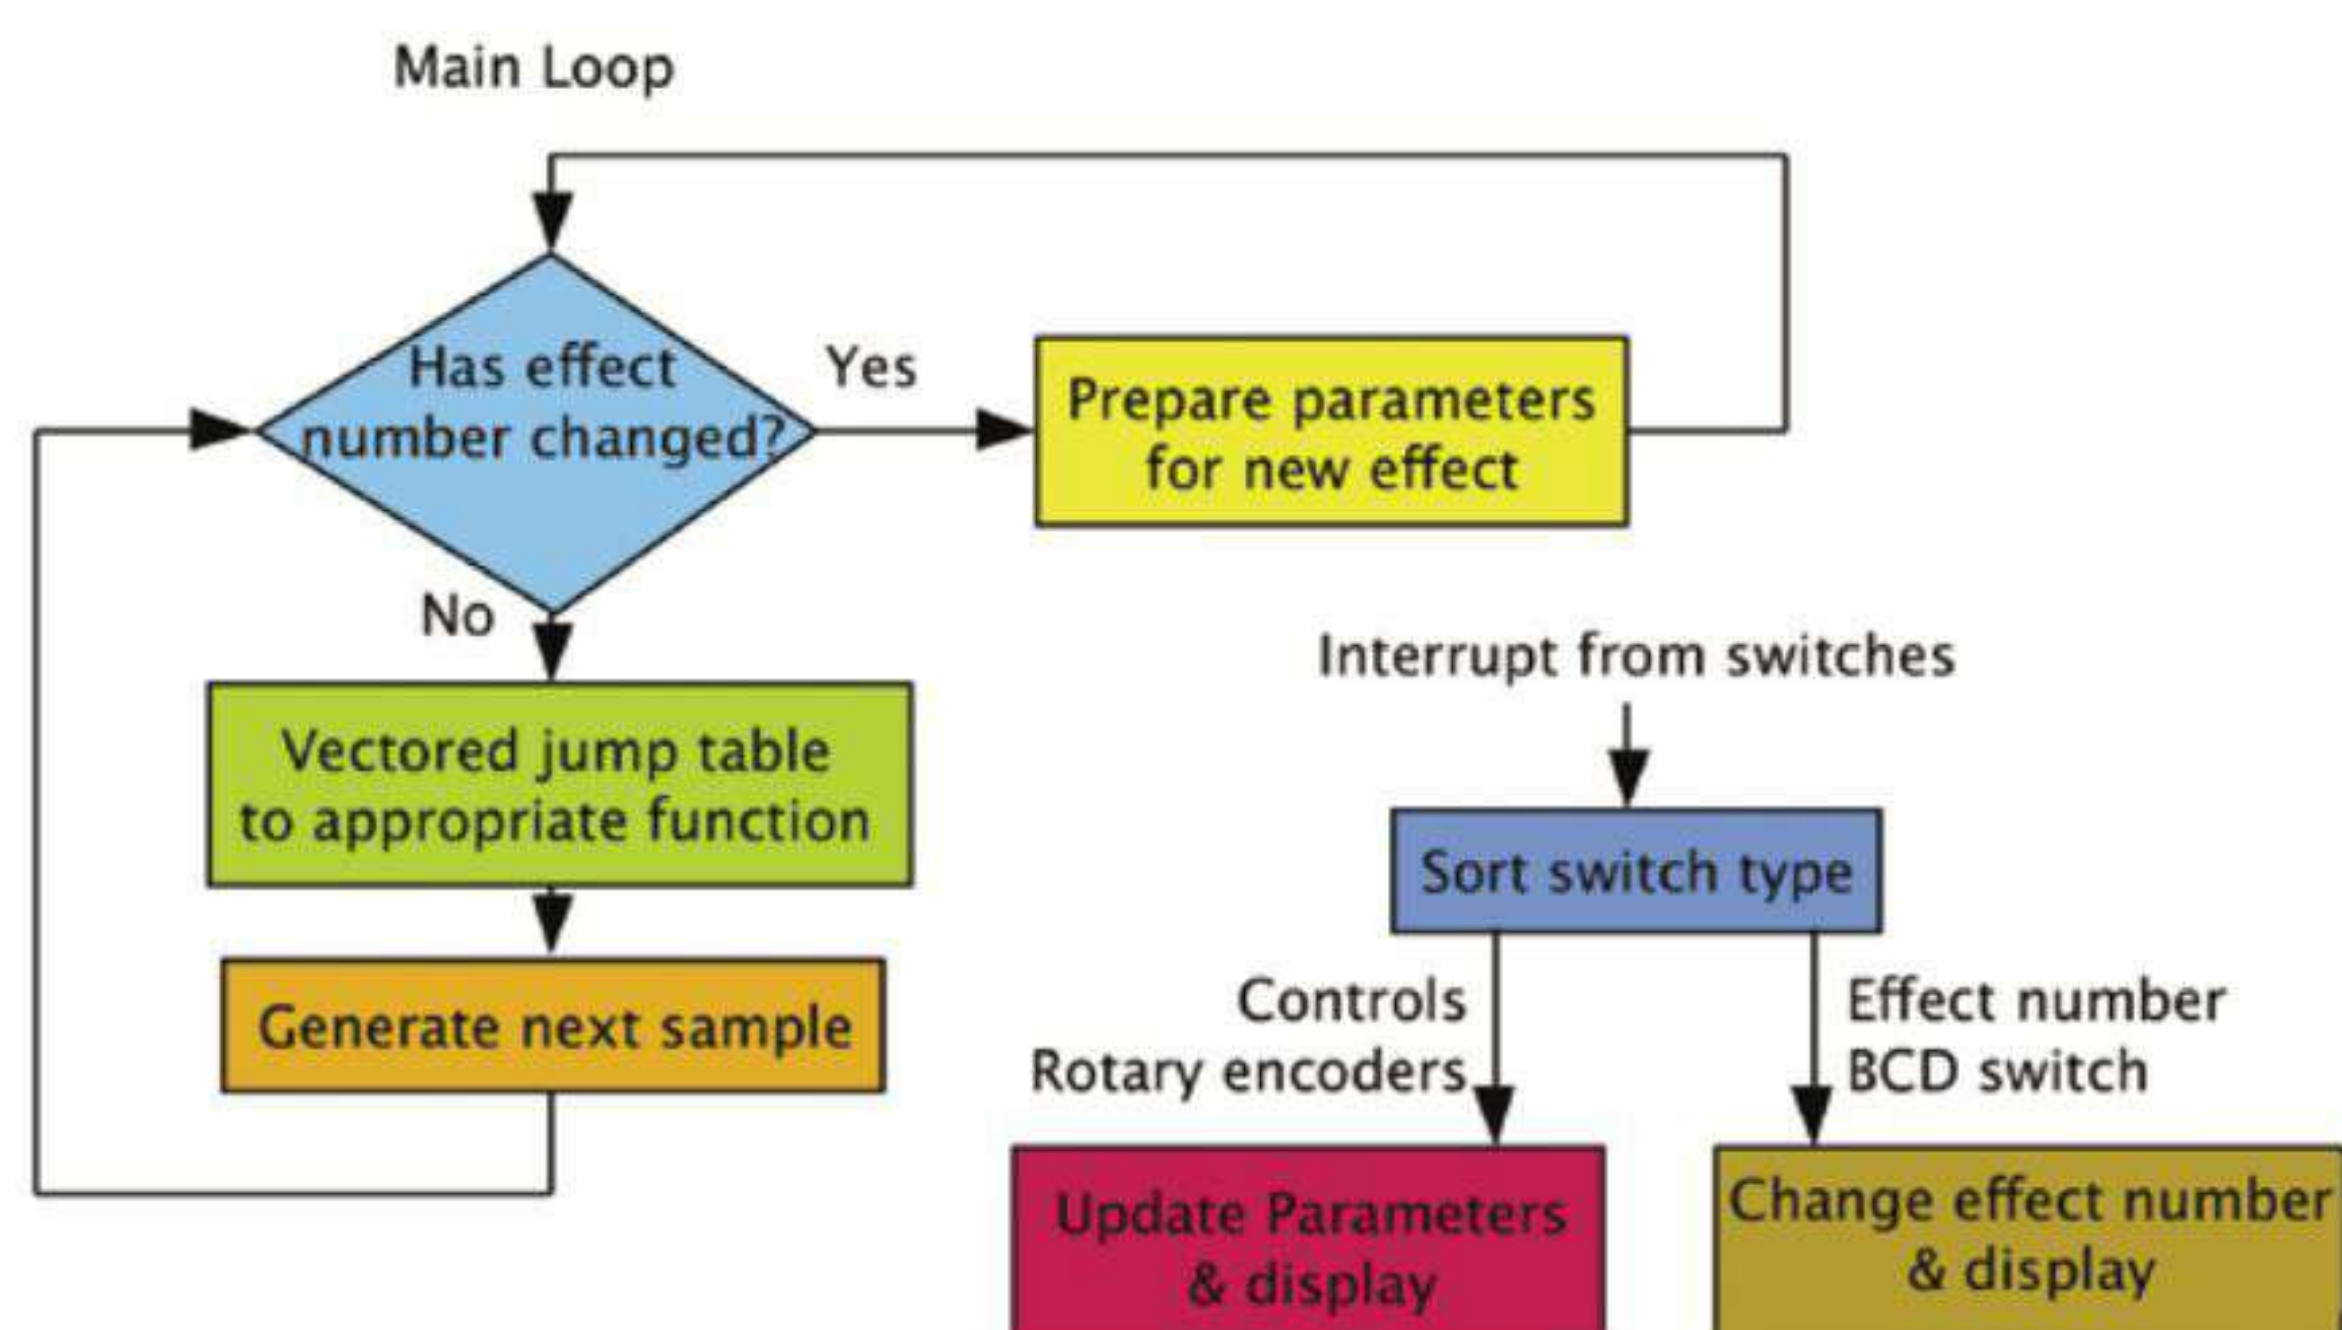 Main Loop
Has effect
number changed?
Yes
Prepare parameters
for new effect
No
Vectored jump table
to appropriate function
Generate next sample
Interrupt from switches
Sort switch type
Controls
Rotary encoders
Effect number
BCD switch
Update Parameters
& display
Change effect number
& display